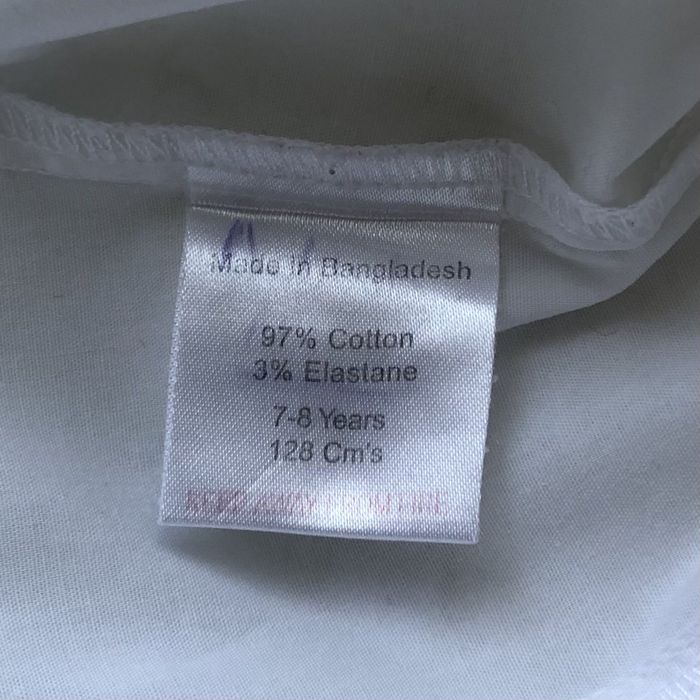 Made In Bangladesh
97% Cotton
3% Elastane
7-8 Years
128 Cm's
KEEP AWAY FROM FIRE